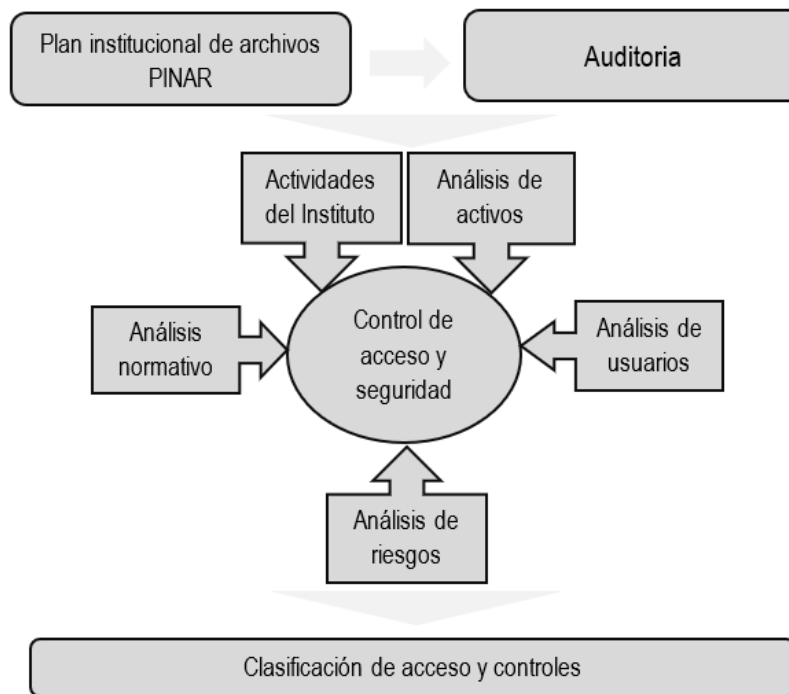 Plan institucional de archivos
PINAR
Auditoria
Actividades
del Instituto
Análisis de
activos
Análisis
normativo
Control de
acceso y
seguridad
Análisis de
usuarios
Análisis de
riesgos
Clasificación de acceso y controles